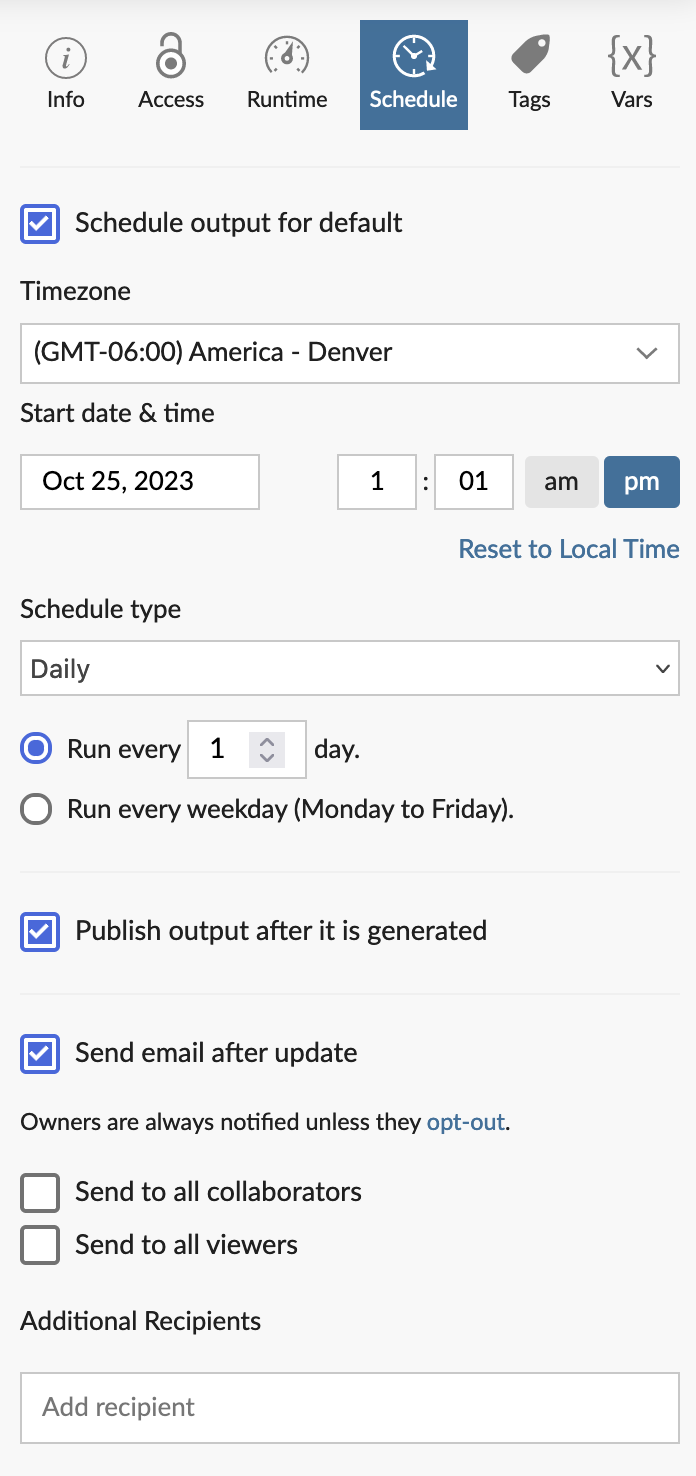 Info Access Runtime Schedule Tags {x} Vars
Schedule output for default
Timezone
(GMT-06:00) America - Denver
Start date & time
Oct 25, 2023 1 : 01 am pm
Reset to Local Time
Schedule type
Daily
Run every 1 day.
Run every weekday (Monday to Friday).
Publish output after it is generated
Send email after update
Owners are always notified unless they opt-out.
Send to all collaborators
Send to all viewers
Additional Recipients
Add recipient